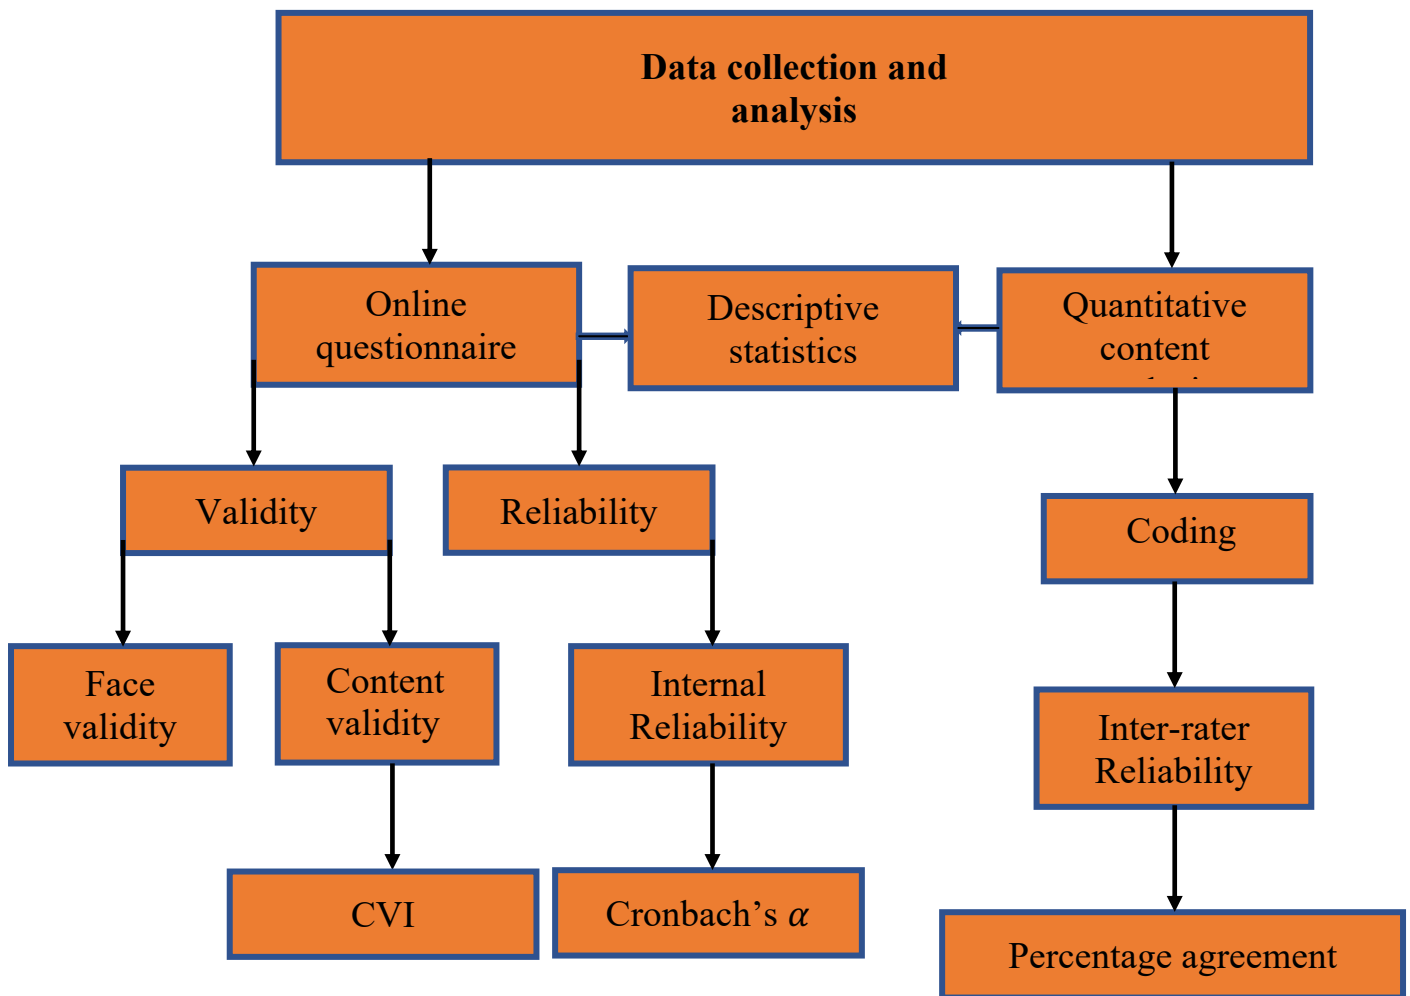 Data collection and
analysis
Online
questionnaire
Descriptive
statistics
Quantitative
content
Validity
Reliability
Coding
Face
validity
Content
validity
Internal
Reliability
Inter-rater
Reliability
CVI
Cronbach’s α
Percentage agreement